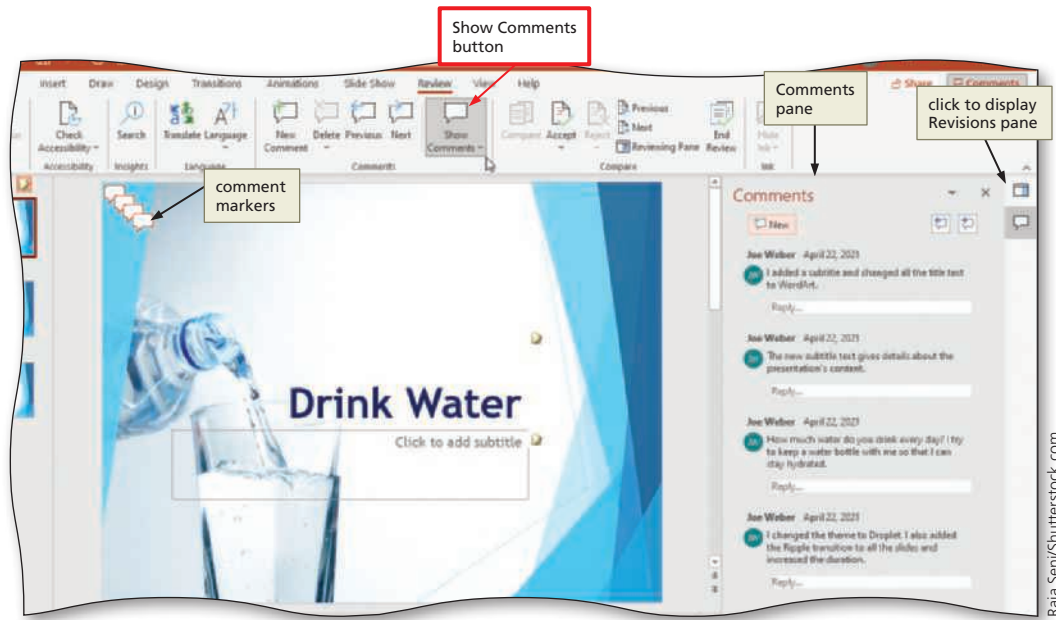 Show Comments
button
Insert Draw Design Transitions Animations Slide Show Review View Help
Share Comments
Comments
pane
click to display
Revisions pane
Check
Accessibility
Search
Translate Language
New
Comment
Delete Previous Next
Show
Comments
Compare Accept Reject
Previous
Next
Reviewing Pane
End
Review
Hide
Ink
Accessibility Insights Language Comments Compare Ink
comment
markers
Drink Water
Click to add subtitle
Comments
New
Joe Weber April 22, 2021
I added a subtitle and changed all the title text
to WordArt.
Reply...
Joe Weber April 22, 2021
The new subtitle text gives details about the
presentation's content.
Reply...
Joe Weber April 22, 2021
How much water do you drink every day? I try
to keep a water bottle with me so that I can
stay hydrated.
Reply...
Joe Weber April 22, 2021
I changed the theme to Droplet. I also added
the Ripple transition to all the slides and
increased the duration.
Reply...
Raja Seni/Shutterstock.com